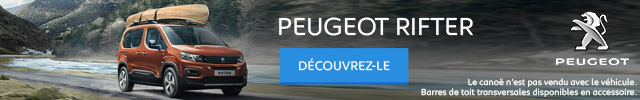 PEUGEOT RIFTER
DÉCOUVREZ-LE
RIFTER
PEUGEOT
Le canoë n'est pas vendu avec le véhicule.
Barres de toit transversales disponibles en accessoire.